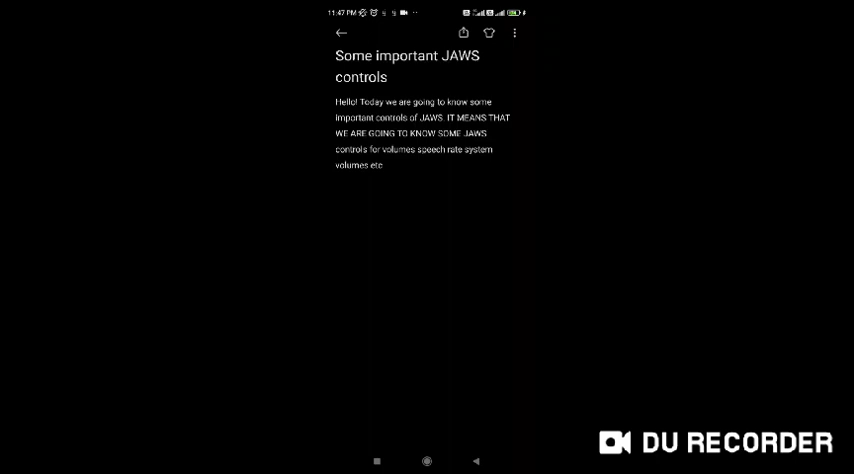 11:47 PM
Some important JAWS
controls
Hello! Today we are going to know some
important controls of JAWS. IT MEANS THAT
WE ARE GOING TO KNOW SOME JAWS
controls for volumes speech rate system
volumes etc
DU RECORDER